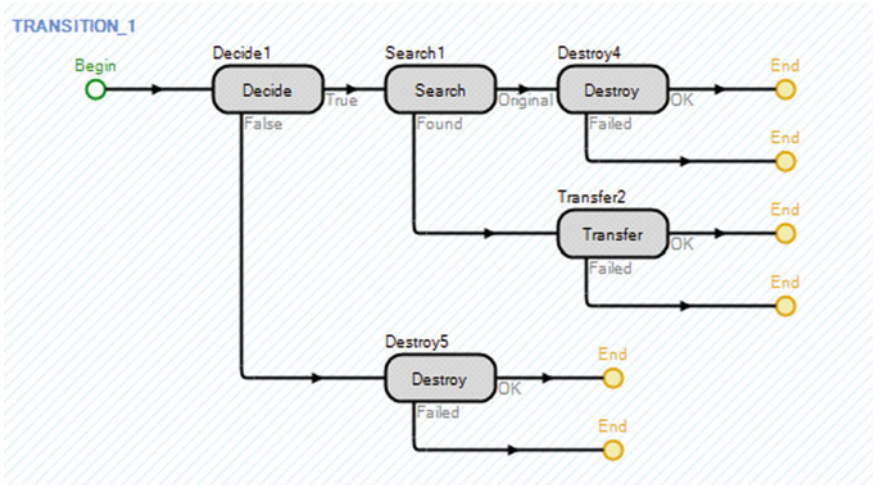 TRANSITION_1
Begin
Decide1
Decide
True
False
Search1
Search
Original
Found
Destroy4
Destroy
OK
Failed
End
End
Transfer2
Transfer
OK
Failed
End
End
Destroy5
Destroy
OK
Failed
End
End